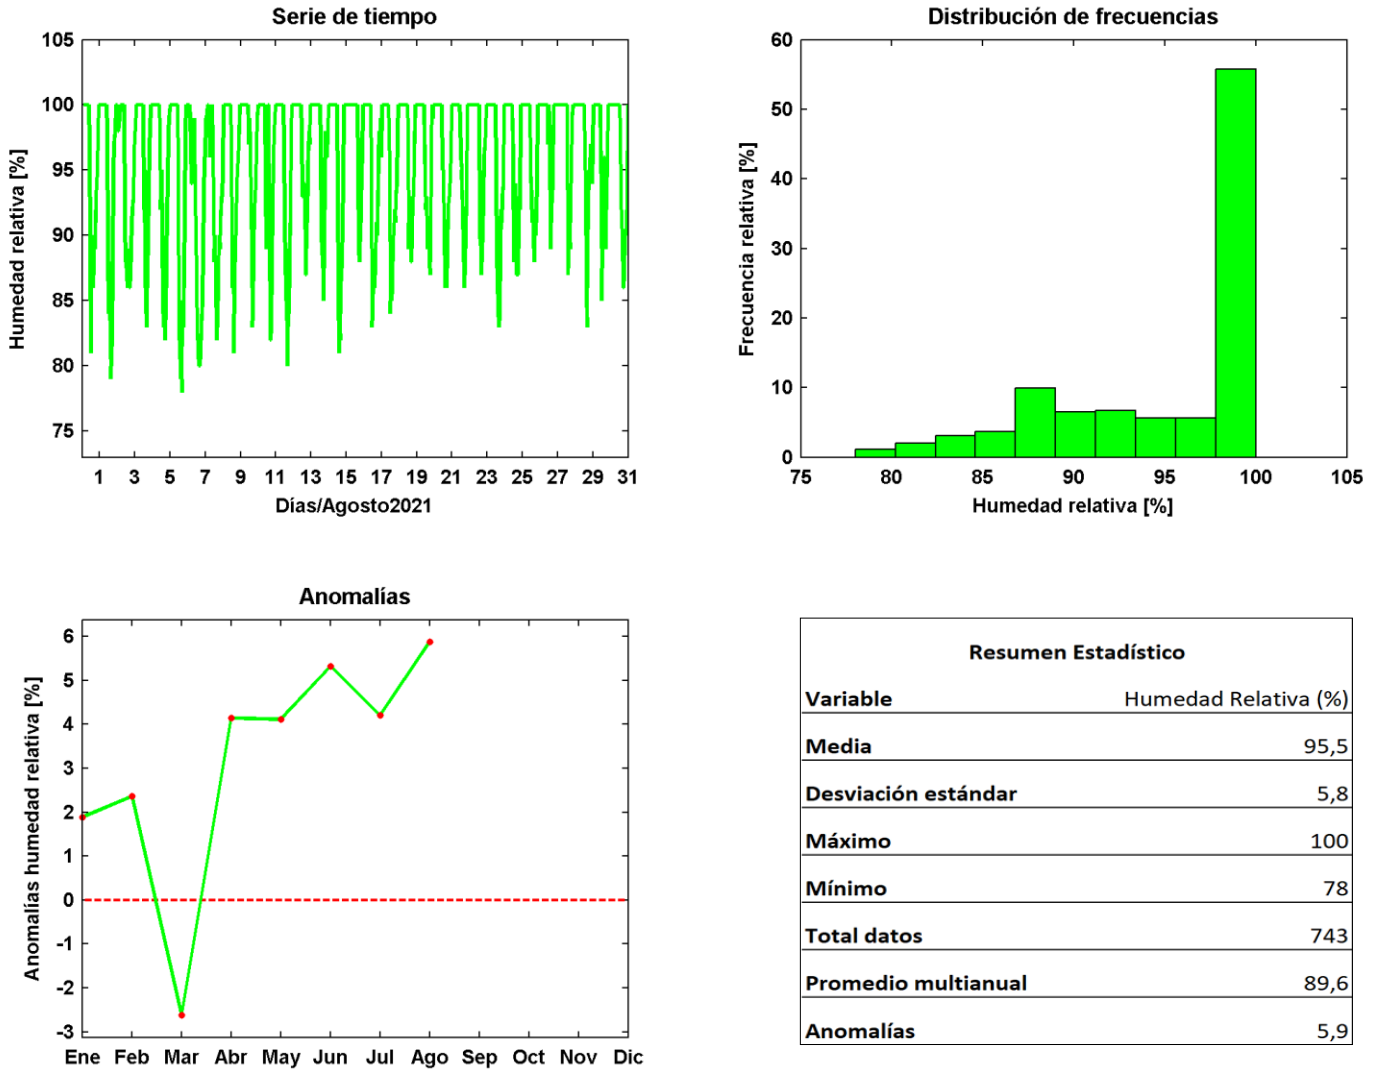 Serie de tiempo
105
100
95
90
85
80
75
Humedad relativa [%]
1 3 5 7 9 11 13 15 17 19 21 23 25 27 29 31
Días/Agosto2021
Distribución de frecuencias
60
50
40
30
20
10
0
Frecuencia relativa [%]
75 80 85 90 95 100 105
Humedad relativa [%]
Anomalías
6
5
4
3
2
1
0
-1
-2
-3
Anomalías humedad relativa [%]
Ene Feb Mar Abr May Jun Jul Ago Sep Oct Nov Dic
Resumen Estadístico
Variable Humedad Relativa (%)
Media 95,5
Desviación estándar 5,8
Máximo 100
Mínimo 78
Total datos 743
Promedio multianual 89,6
Anomalías 5,9